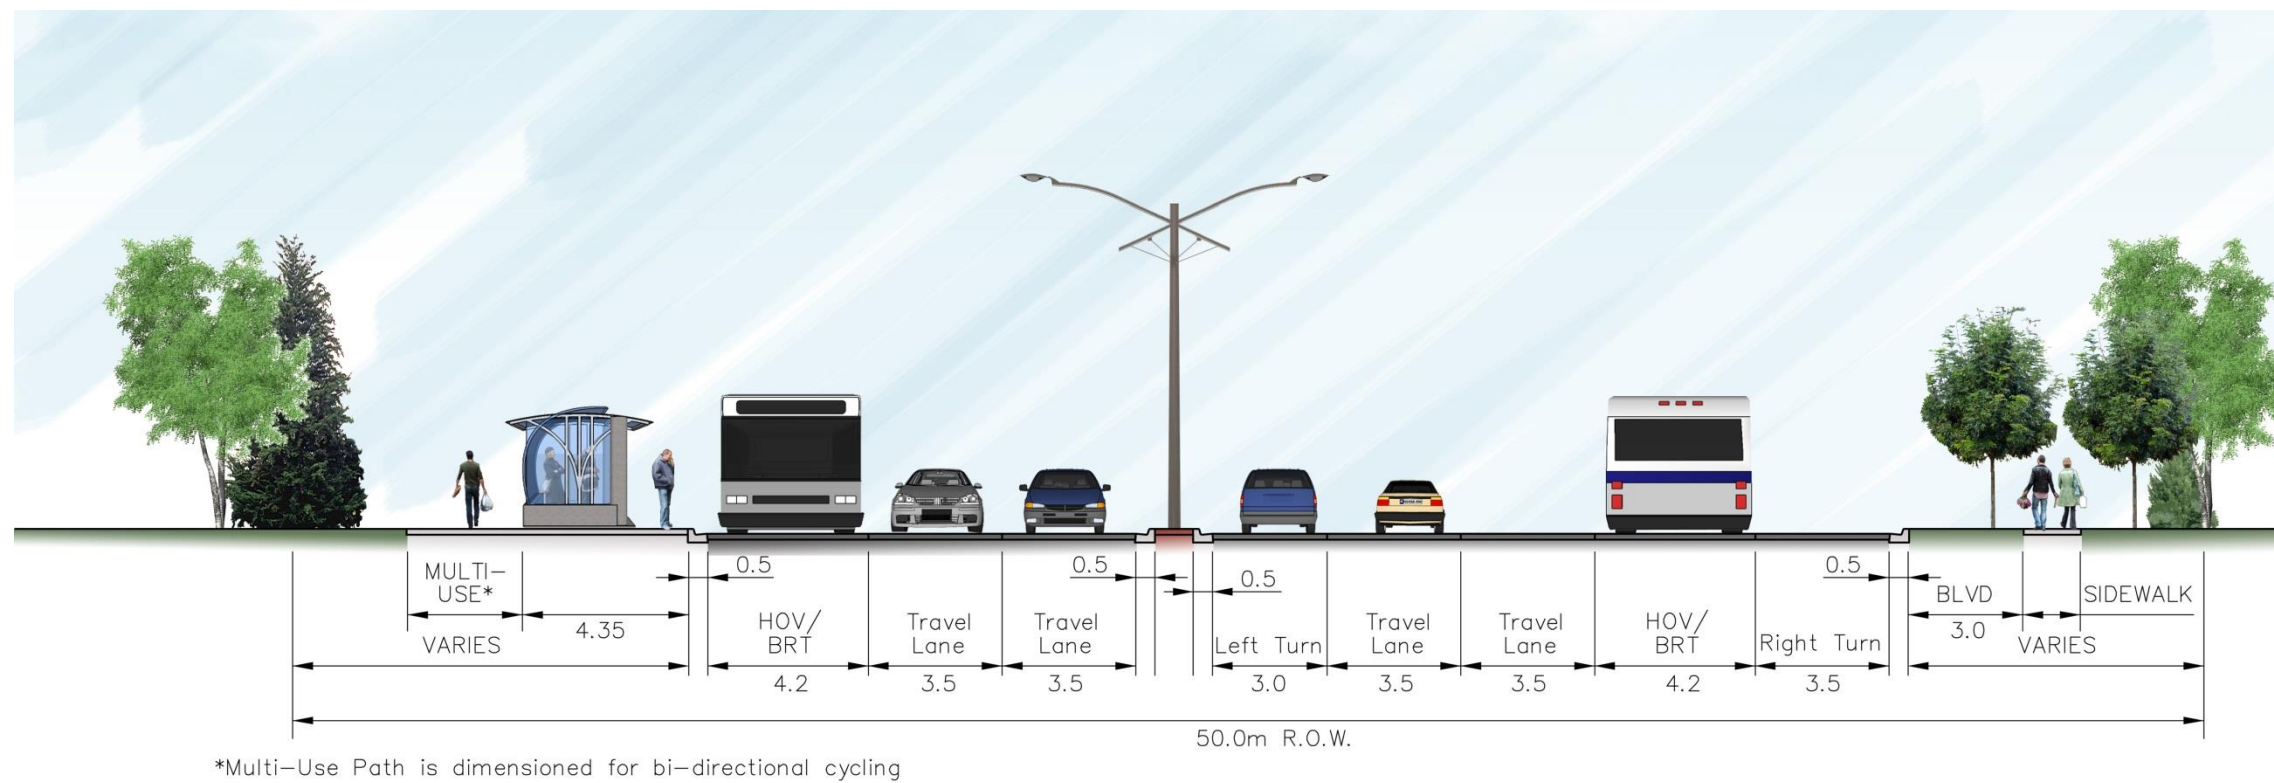 0.5
0.5
0.5
0.5
MULTI-
USE*
4.35
VARIES
HOV/
BRT
4.2
Travel
Lane
3.5
Travel
Lane
3.5
Left Turn
3.0
Travel
Lane
3.5
Travel
Lane
3.5
HOV/
BRT
4.2
Right Turn
3.5
BLVD
3.0
SIDEWALK
VARIES
50.0m R.O.W.
*Multi-Use Path is dimensioned for bi-directional cycling